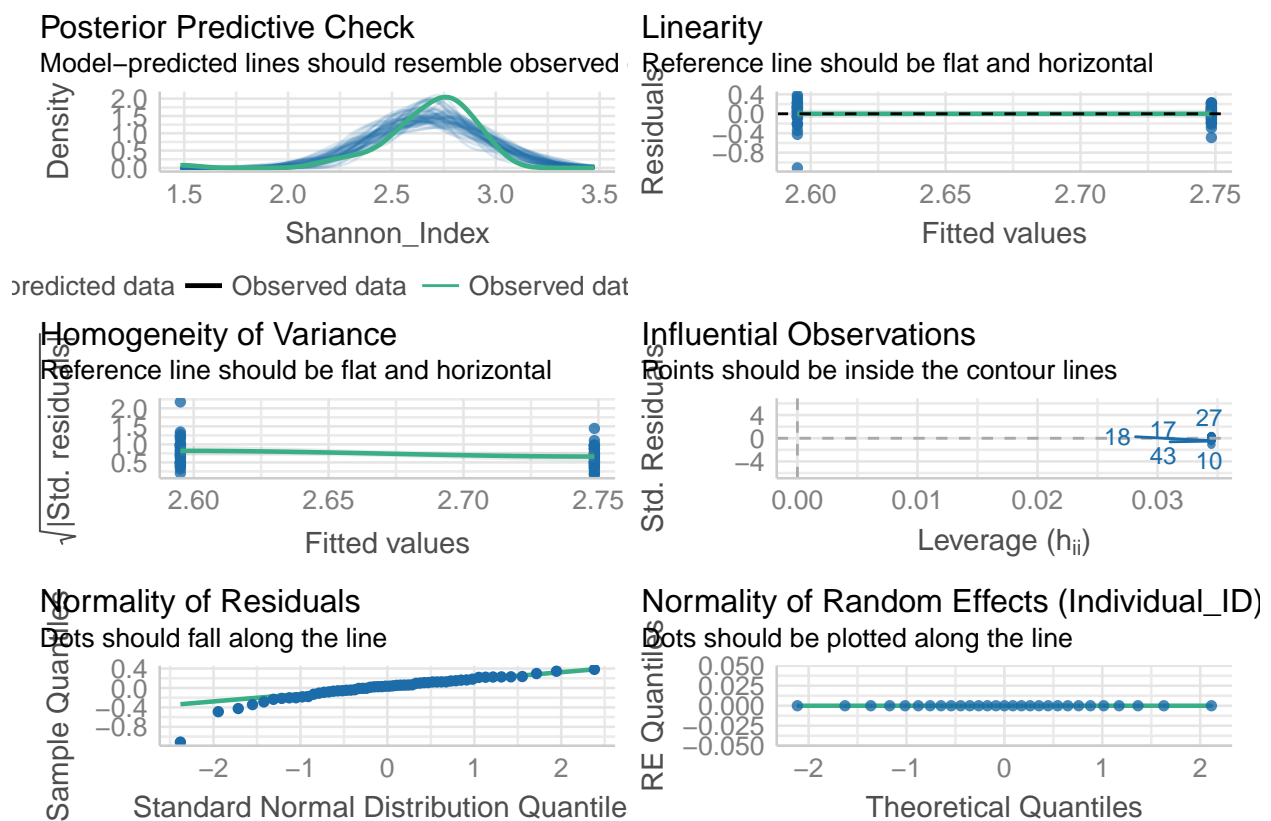 Posterior Predictive Check
Model−predicted lines should resemble observed
Density
2.0
1.5
1.0
0.5
0.0
1.5 2.0 2.5 3.0 3.5
Shannon_Index
predicted data Observed data Observed dat
Linearity
Reference line should be flat and horizontal
Residuals
0.4
0.0
−0.4
−0.8
2.60 2.65 2.70 2.75
Fitted values
Homogeneity of Variance
Reference line should be flat and horizontal
√|Std. residuals|
2.0
1.5
1.0
0.5
2.60 2.65 2.70 2.75
Fitted values
Influential Observations
Points should be inside the contour lines
Std. Residuals
4
0
−4
18 17 27
43 10
0.00 0.01 0.02 0.03
Leverage (hii)
Normality of Residuals
Dots should fall along the line
Sample Quantiles
0.4
0.0
−0.4
−0.8
−2 −1 0 1 2
Standard Normal Distribution Quantile
Normality of Random Effects (Individual_ID)
Dots should be plotted along the line
RE Quantiles
0.050
0.025
0.000
−0.025
−0.050
−2 −1 0 1 2
Theoretical Quantiles